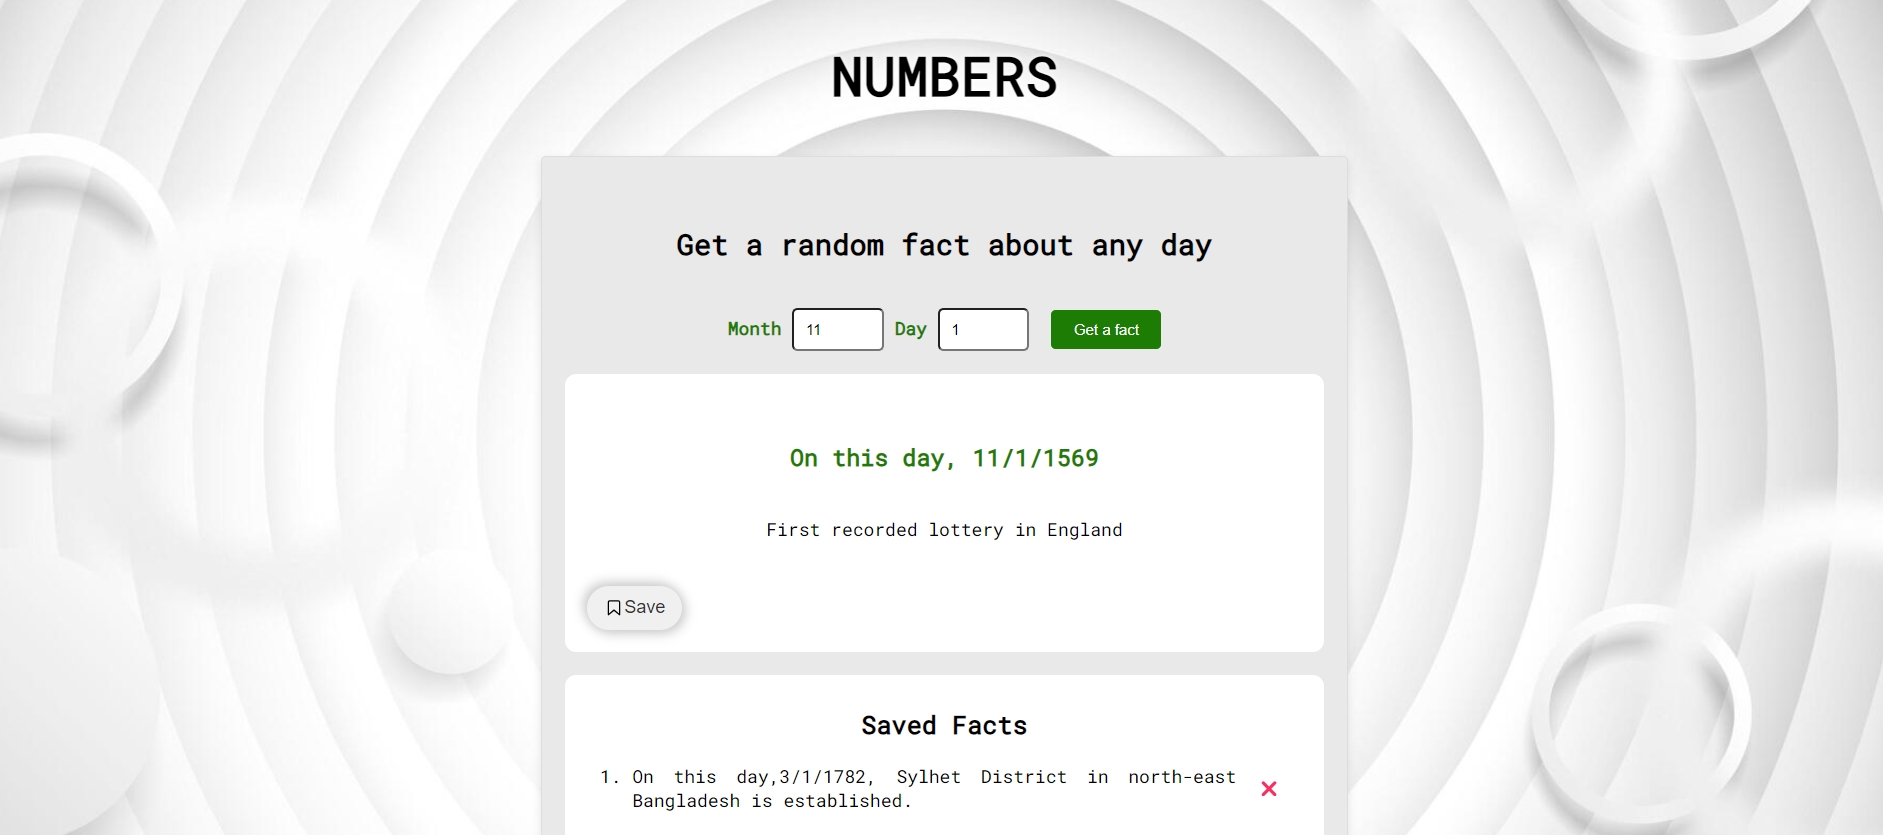 NUMBERS
Get a random fact about any day
Month 11 Day 1 Get a fact
On this day, 11/1/1569
First recorded lottery in England
Save
Saved Facts
1. On this day,3/1/1782, Sylhet District in north-east
Bangladesh is established.